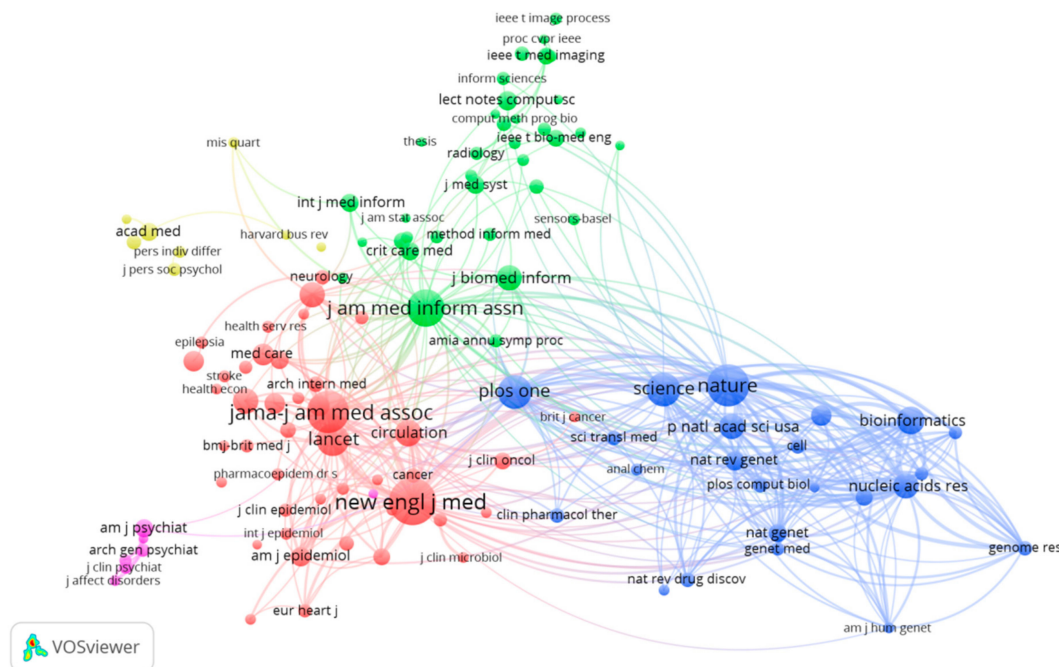 ieee t image process
proc cvpr ieee
ieee t med imaging
inform sciences
lect notes comput sc
comput meth prog bio
ieee t bio-med eng
thesis
mis quart
radiology
j med syst
int j med inform
j am stat assoc
sensors-basel
acad med
harvard bus rev
method inform med
pers indiv differ
crit care med
j pers soc psychol
neurology
j biomed inform
j am med inform assn
health serv res
epilepsia
amia annu symp proc
med care
stroke
arch intern med
health econ
plos one
science
nature
jama-j am med assoc
brit j cancer
p natl acad sci usa
bioinformatics
lancet
circulation
sci transl med
bmj-brit med j
cell
j clin oncol
nat rev genet
anal chem
pharmacoepidem dr s
cancer
plos comput biol
nucleic acids res
new engl j med
j clin epidemiol
clin pharmacol ther
am j psychiat
int j epidemiol
nat genet
arch gen psychiat
am j epidemiol
j clin microbiol
genet med
genome res
j clin psychiat
j affect disorders
nat rev drug discov
eur heart j
am j hum genet
VOSviewer